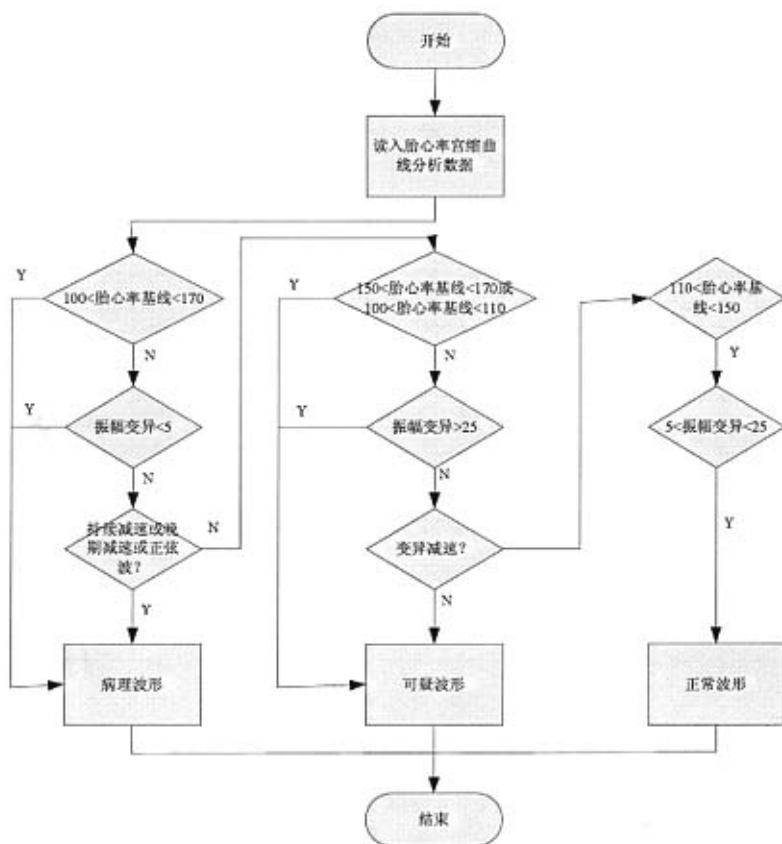 开始
读入胎心率宫缩曲
线分析数据
Y
100<胎心率基线<170
N
Y
振幅变异<5
N
持续减速或晚
期减速或正弦
波?
N
Y
病理波形
Y
150<胎心率基线<170或
100<胎心率基线<110
N
Y
振幅变异>25
N
变异减速?
N
可疑波形
110<胎心率基
线<150
Y
5<振幅变异<25
Y
正常波形
结束